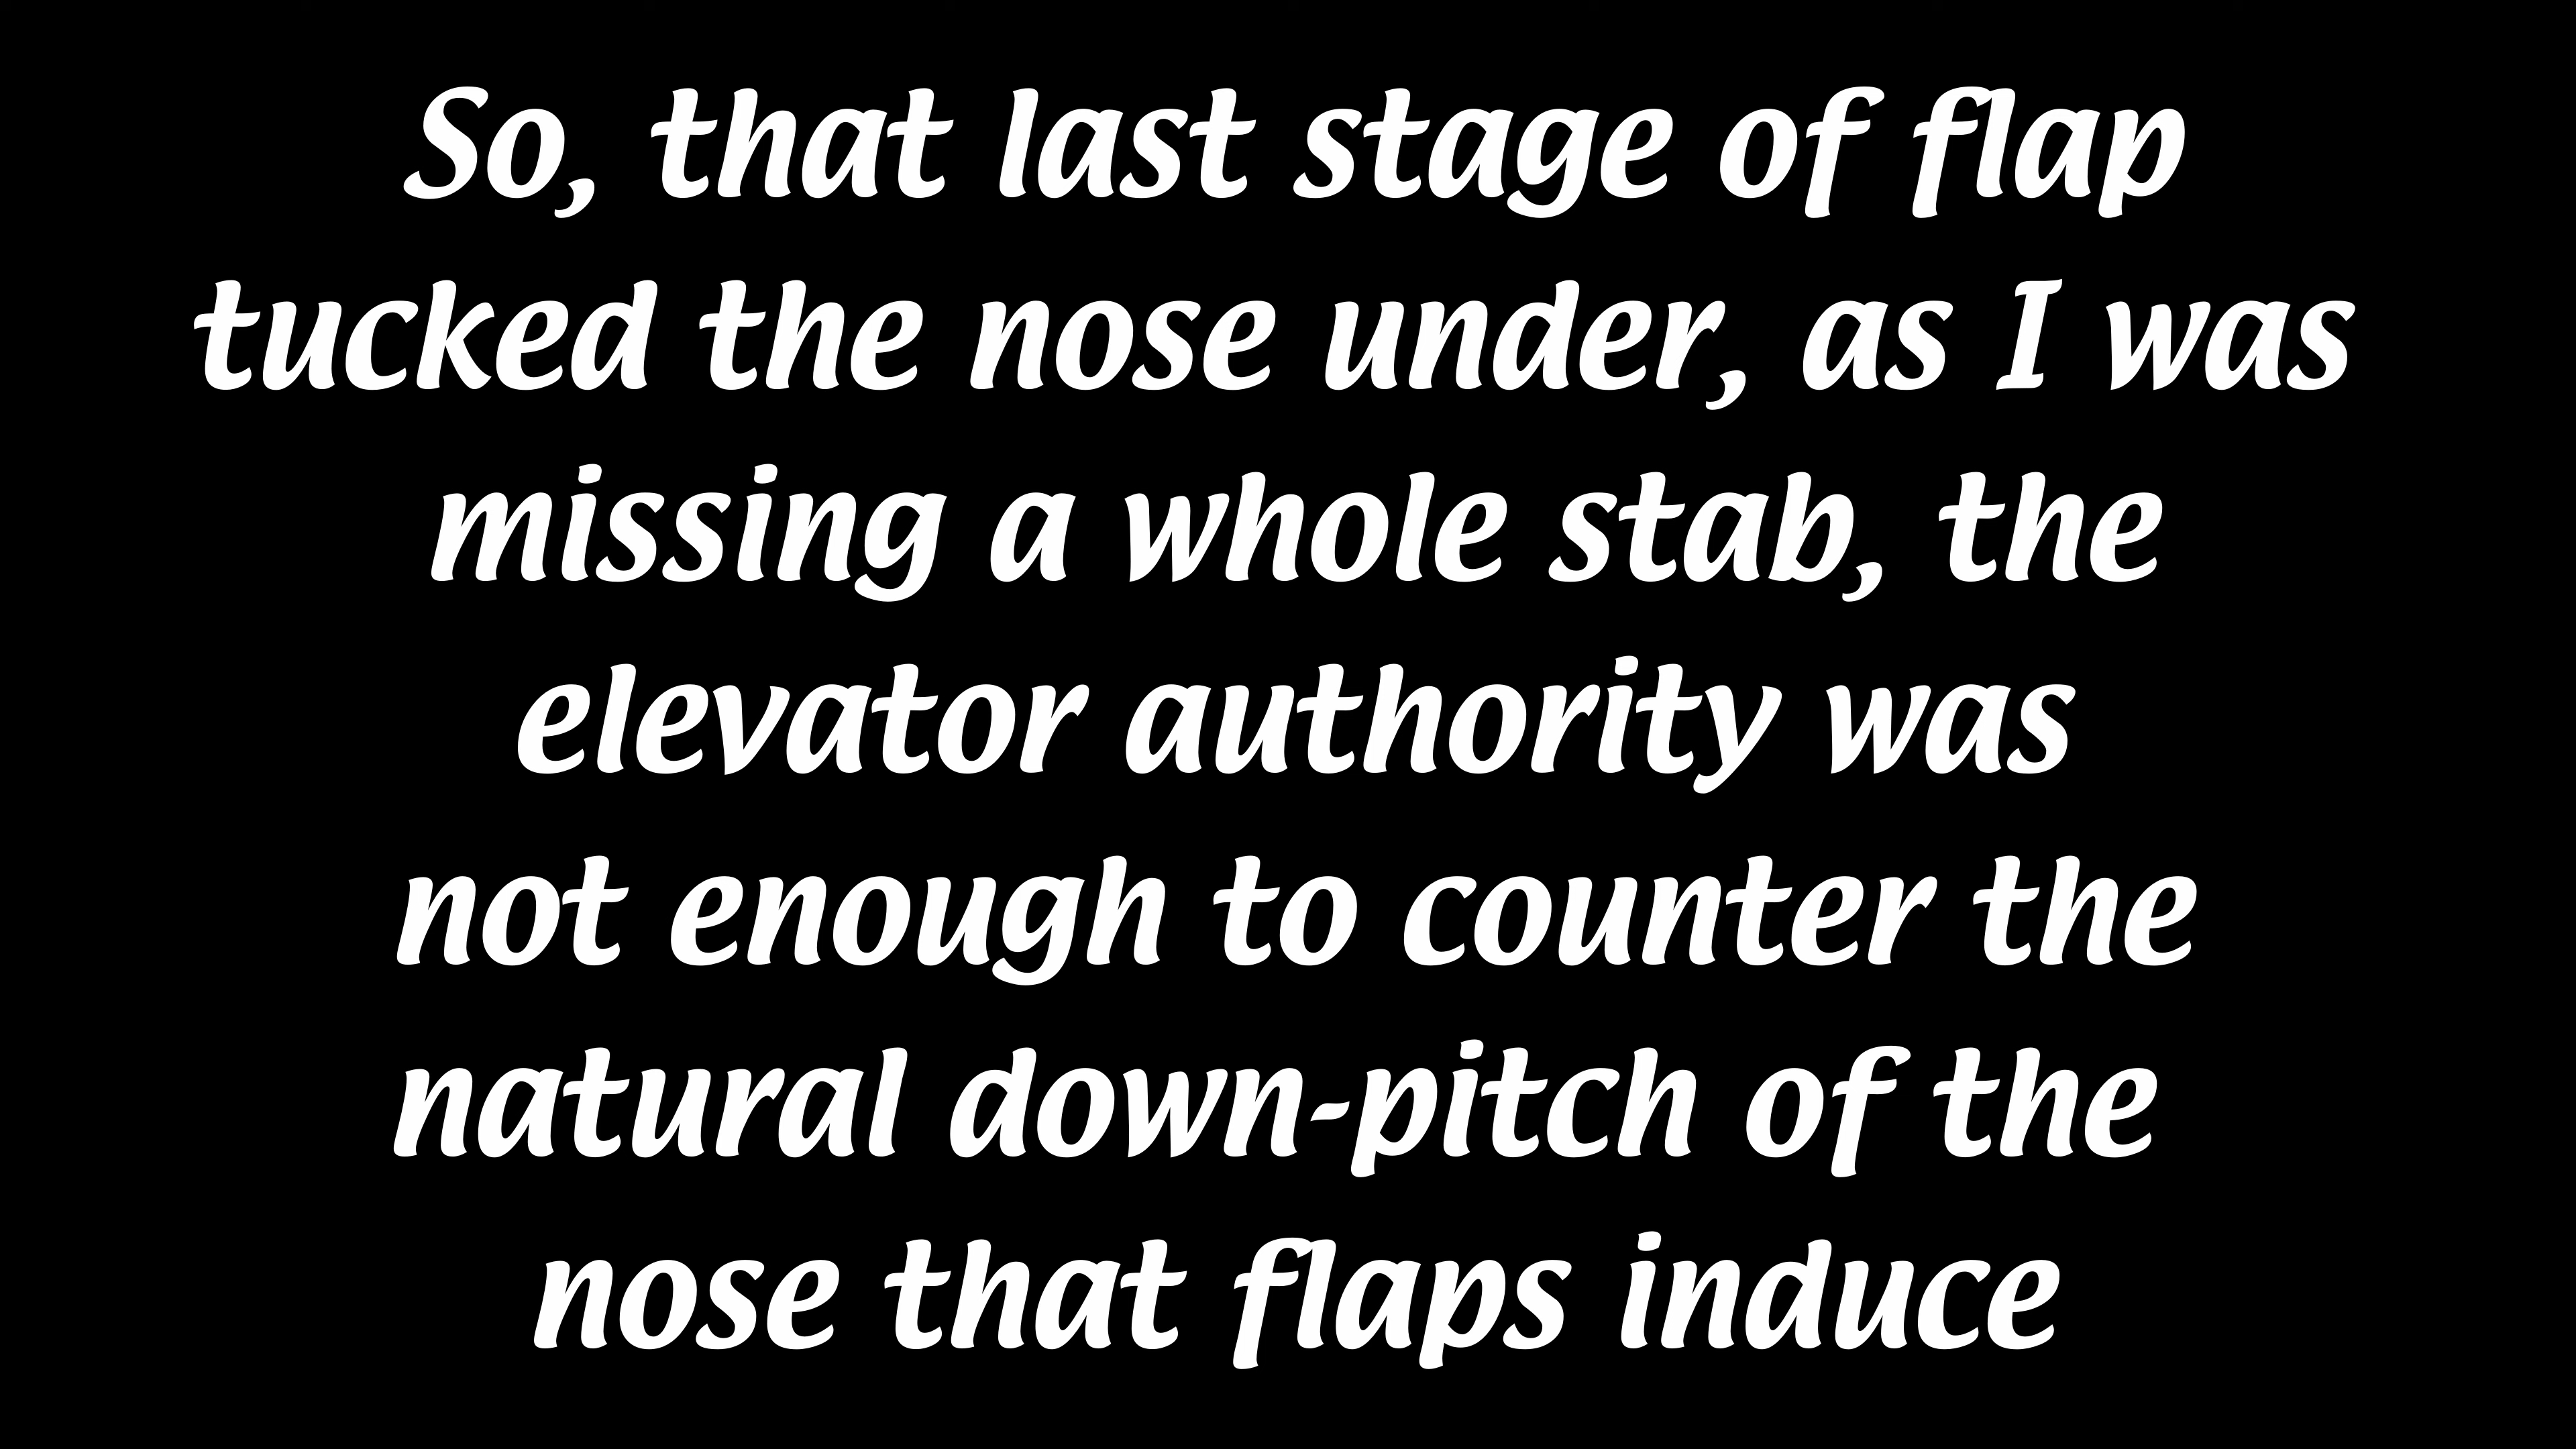 So, that last stage of flap
tucked the nose under, as I was
missing a whole stab, the
elevator authority was
not enough to counter the
natural down-pitch of the
nose that flaps induce